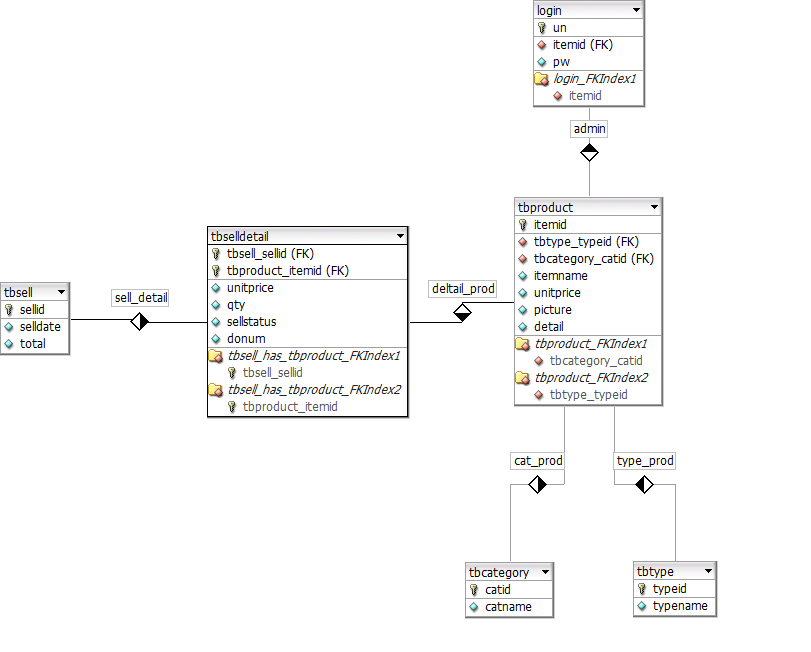 login
un
itemid (FK)
pw
login_FKIndex1
itemid
admin
tbproduct
itemid
tbtype_typeid (FK)
tbcategory_catid (FK)
itemname
unitprice
picture
detail
tbproduct_FKIndex1
tbcategory_catid
tbproduct_FKIndex2
tbtype_typeid
tbselldetail
tbsell_sellid (FK)
tbproduct_itemid (FK)
unitprice
qty
sellstatus
donum
tbsell_has_tbproduct_FKIndex1
tbsell_sellid
tbsell_has_tbproduct_FKIndex2
tbproduct_itemid
deltail_prod
sell_detail
tbsell
sellid
selldate
total
cat_prod
type_prod
tbcategory
catid
catname
tbtype
typeid
typename